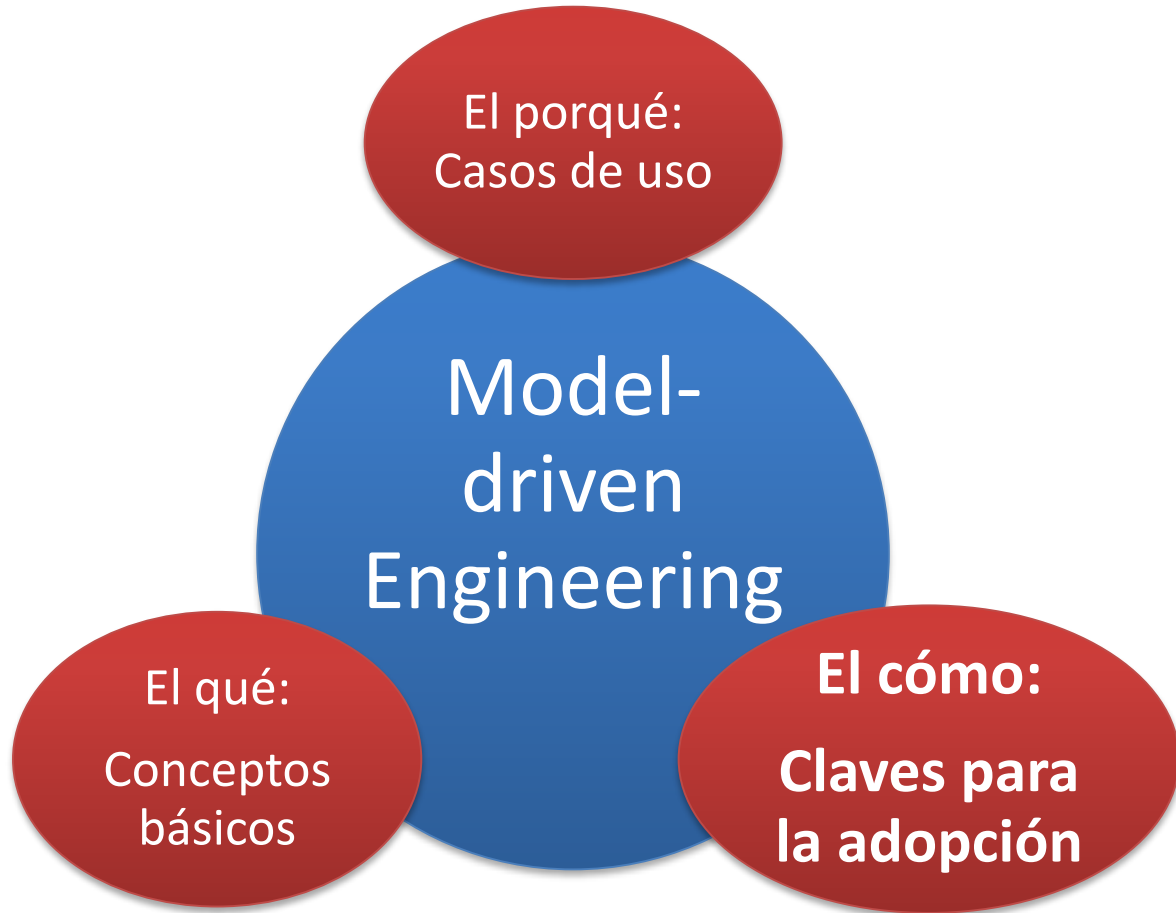 El porqué:
Casos de uso
Model-
driven
Engineering
El qué:
Conceptos
básicos
El cómo:
Claves para
la adopción